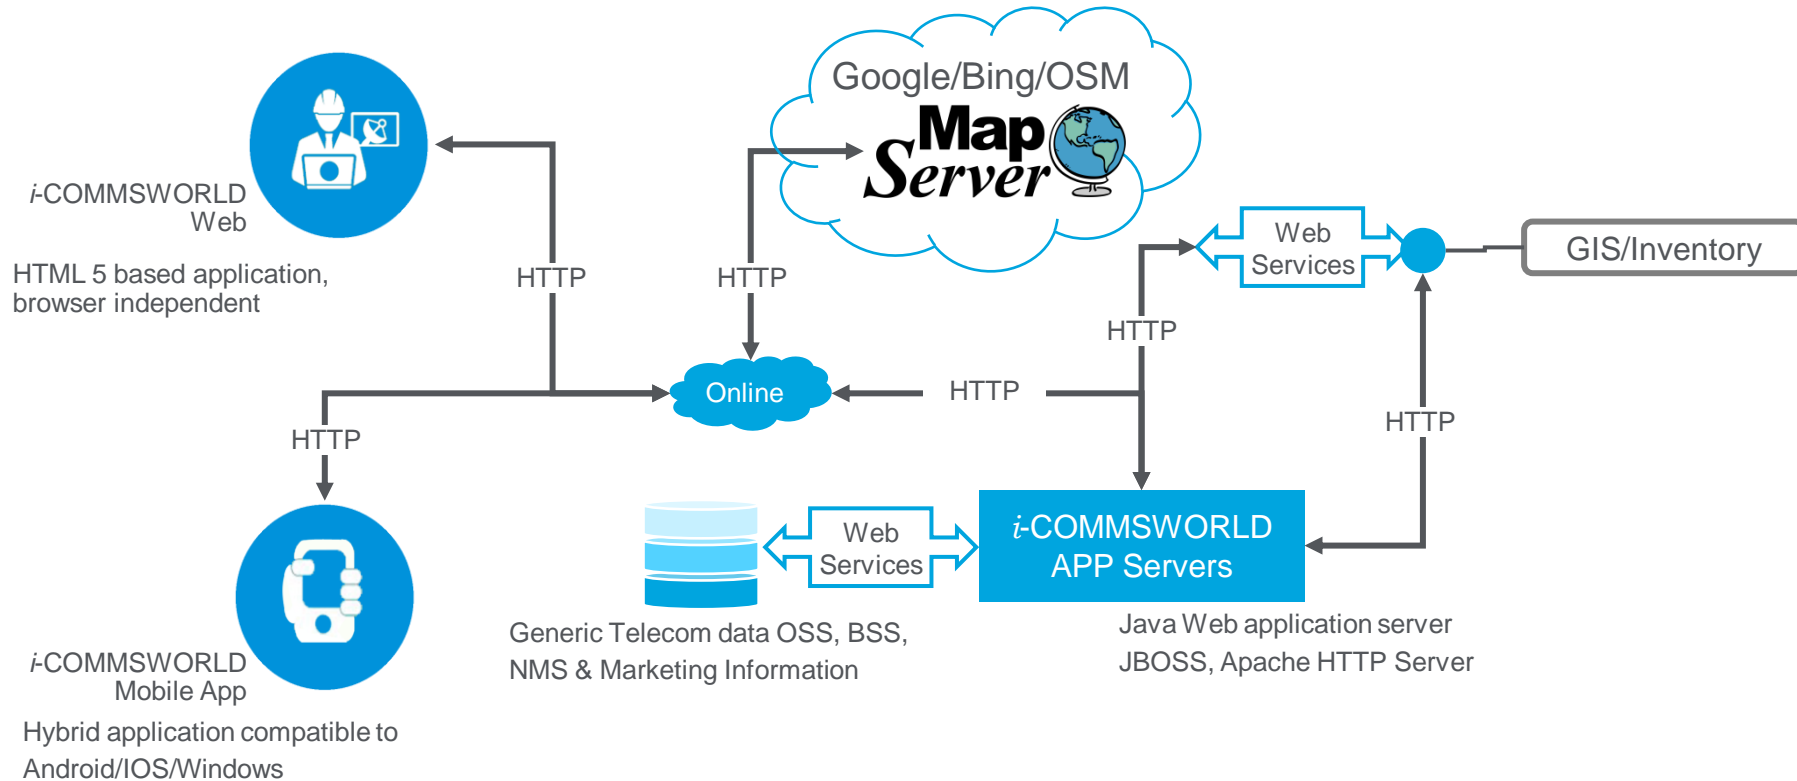 Google/Bing/OSM
Map
Server
i-COMMSWORLD
Web
HTML 5 based application,
browser independent
HTTP
HTTP
Web
Services
GIS/Inventory
HTTP
Online
HTTP
HTTP
HTTP
i-COMMSWORLD
Mobile App
Hybrid application compatible to
Android/IOS/Windows
Web
Services
Generic Telecom data OSS, BSS,
NMS & Marketing Information
i-COMMSWORLD
APP Servers
Java Web application server
JBOSS, Apache HTTP Server